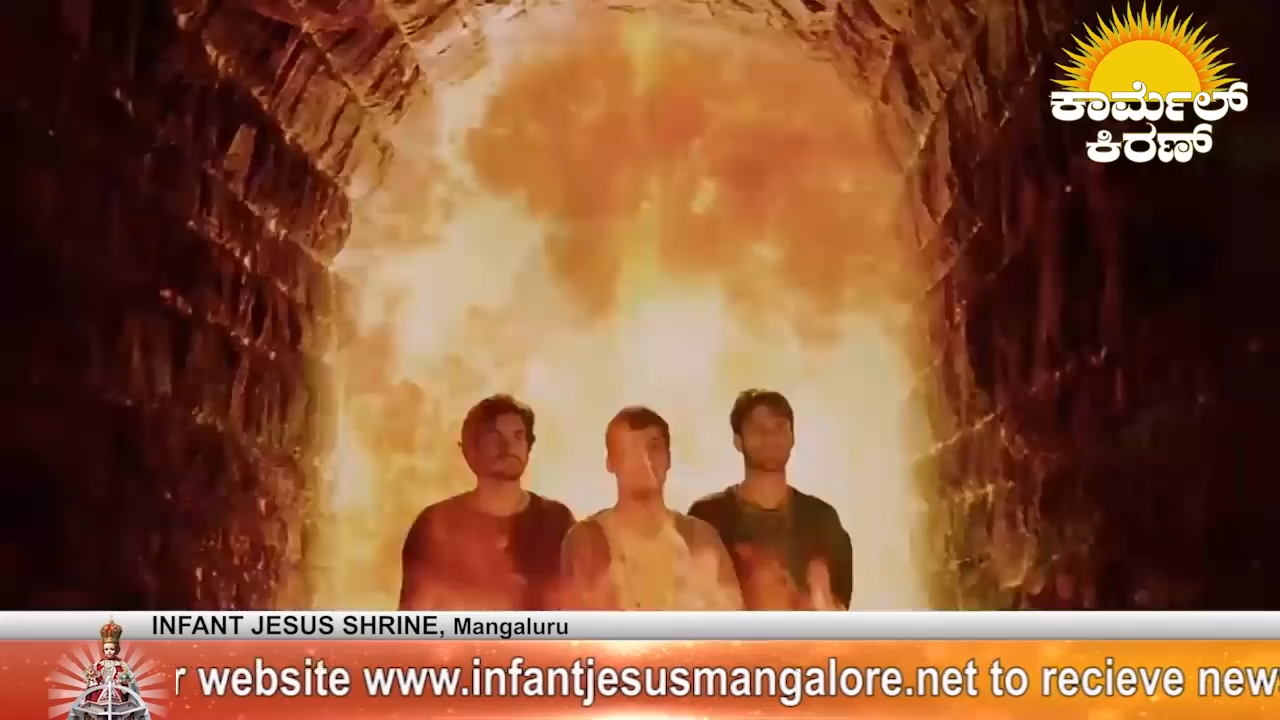 ಕಾರ್ಮೆಲ್
ಕಿರಣ್
INFANT JESUS SHRINE, Mangaluru
r website www.infantjesusmangalore.net to recieve new